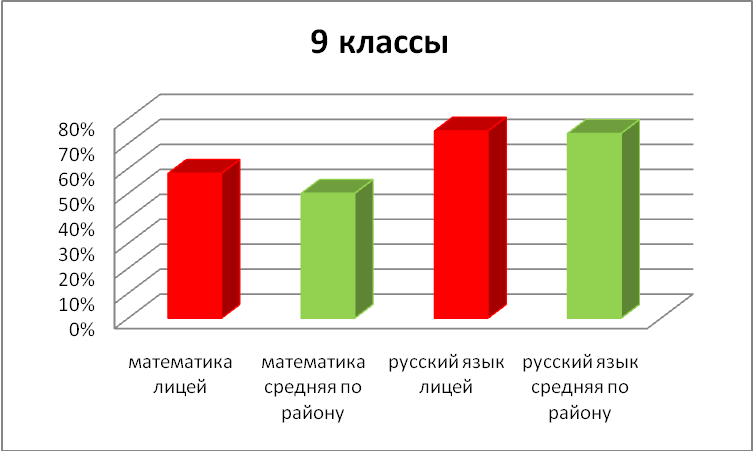 9 классы
80%
70%
60%
50%
40%
30%
20%
10%
0%
математика
лицей
математика
средняя по
району
русский язык
лицей
русский язык
средняя по
району